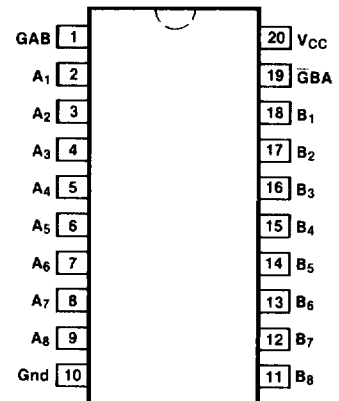 GAB 1 20 VCC
A1 2 19 G̅BA
A2 3 18 B1
A3 4 17 B2
A4 5 16 B3
A5 6 15 B4
A6 7 14 B5
A7 8 13 B6
A8 9 12 B7
Gnd 10 11 B8